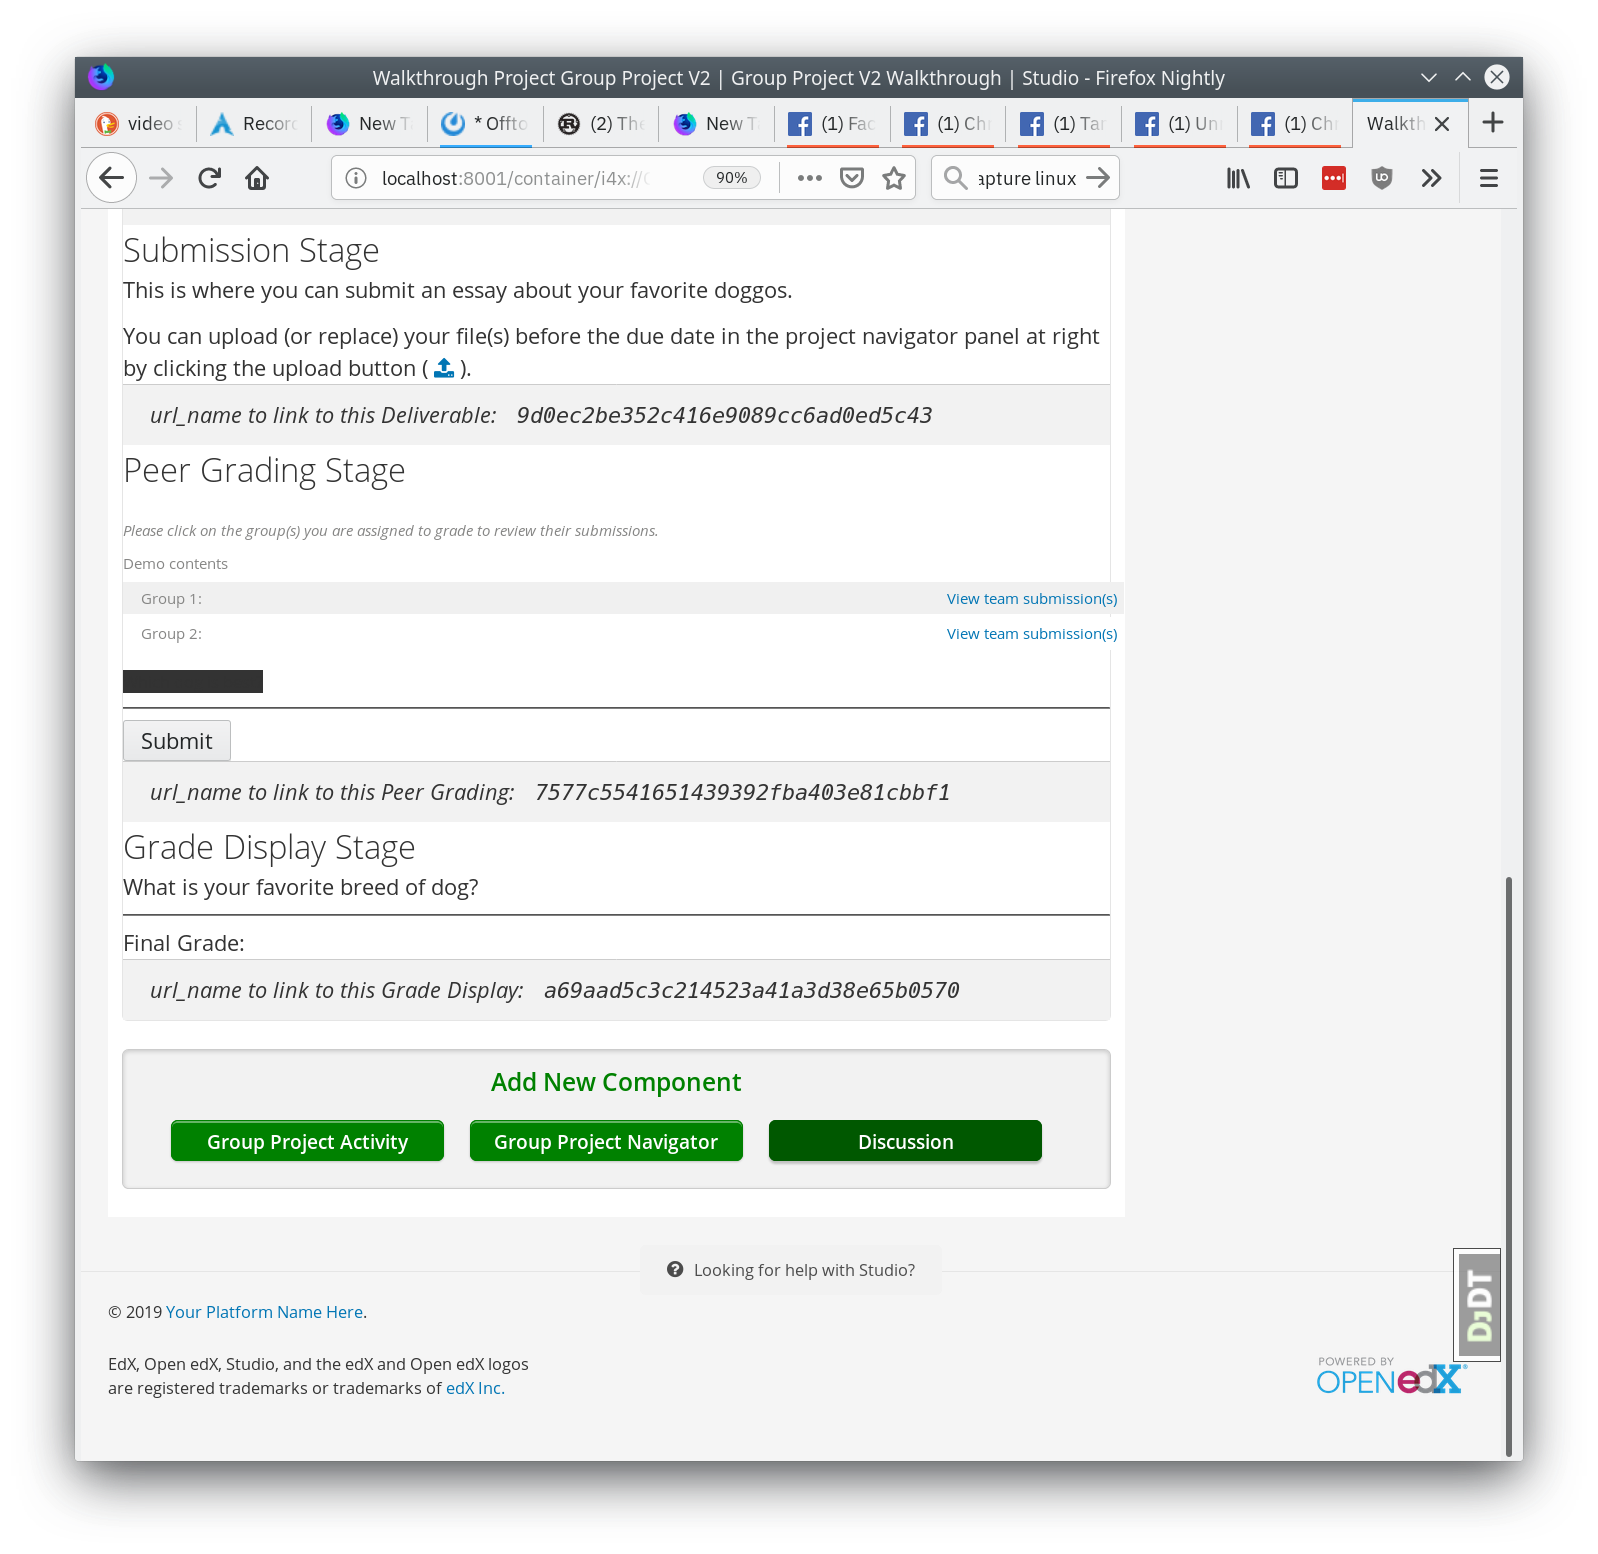 Walkthrough Project Group Project V2 | Group Project V2 Walkthrough | Studio - Firefox Nightly
video
Recor
New T
* Offto
(2) The
New T
(1) Fac
(1) Ch
(1) Tar
(1) Un
(1) Ch
Walkth
localhost:8001/container/i4x://
90%
apture linux
Submission Stage
This is where you can submit an essay about your favorite doggos.
You can upload (or replace) your file(s) before the due date in the project navigator panel at right
by clicking the upload button ( ).
url_name to link to this Deliverable: 9d0ec2be352c416e9089cc6ad0ed5c43
Peer Grading Stage
Please click on the group(s) you are assigned to grade to review their submissions.
Demo contents
Group 1: View team submission(s)
Group 2: View team submission(s)
Submit
url_name to link to this Peer Grading: 7577c5541651439392fba403e81cbbf1
Grade Display Stage
What is your favorite breed of dog?
Final Grade:
url_name to link to this Grade Display: a69aad5c3c214523a41a3d38e65b0570
Add New Component
Group Project Activity
Group Project Navigator
Discussion
Looking for help with Studio?
DJDT
© 2019 Your Platform Name Here.
EdX, Open edX, Studio, and the edX and Open edX logos
are registered trademarks or trademarks of edX Inc.
POWERED BY
OPEN edX